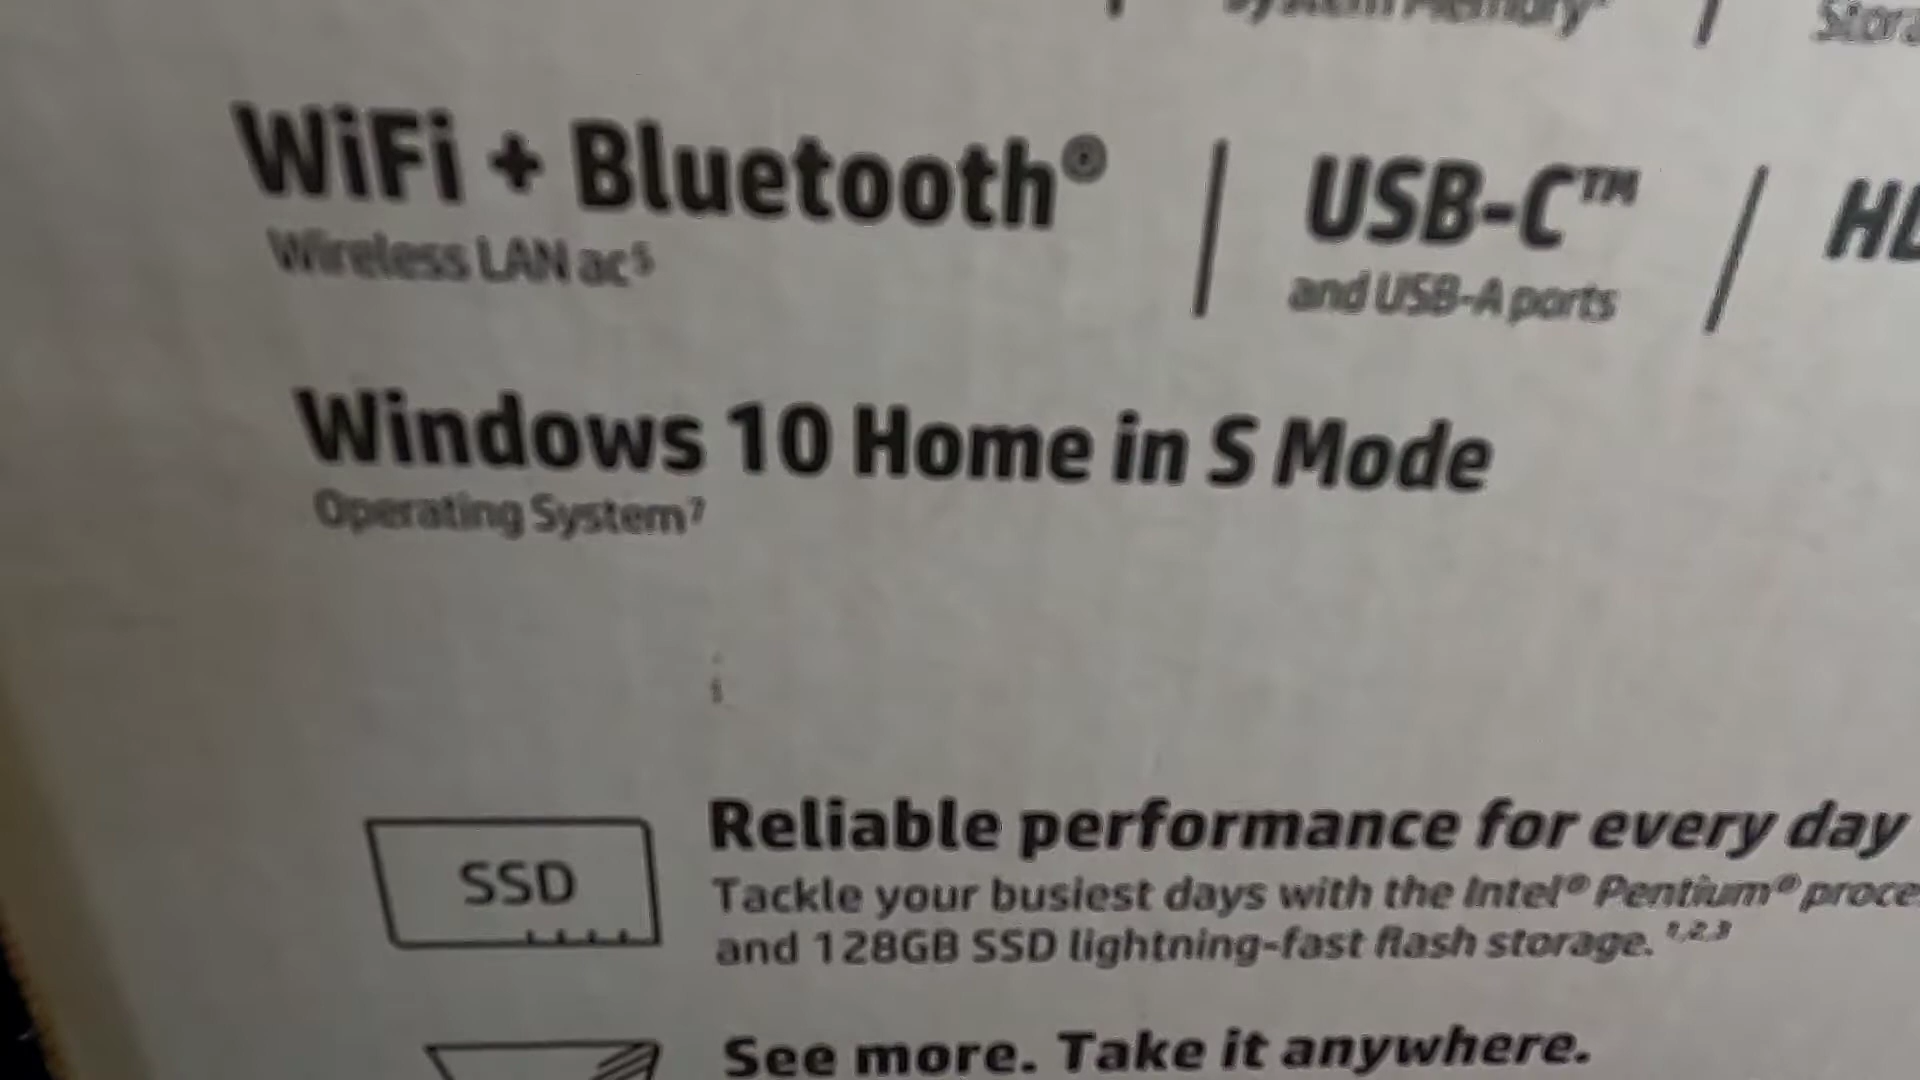 System Memory
WiFi + Bluetooth®
Wireless LAN ac⁵
USB-C™
and USB-A ports
Windows 10 Home in S Mode
Operating System⁷
SSD
Reliable performance for every day
Tackle your busiest days with the Intel® Pentium®
and 128GB SSD lightning-fast flash storage.¹,²,³
See more. Take it anywhere.